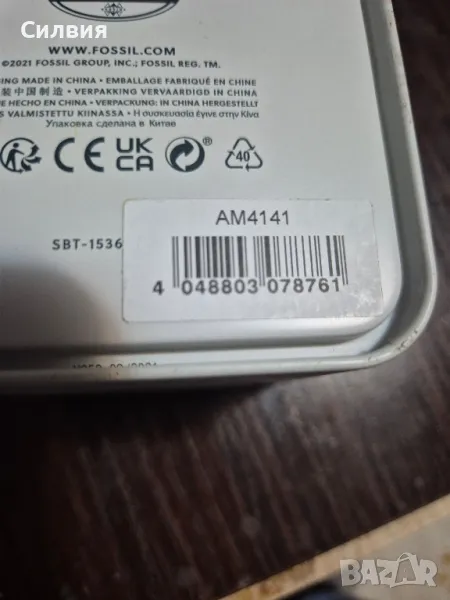 Силвия
WWW.FOSSIL.COM
©2021 FOSSIL GROUP, INC.; FOSSIL REG. TM.
ING MADE IN CHINA • EMBALLAGE FABRIQUÉ EN CHINE
装中国制造 • VERPAKKING VERVAARDIGD IN CHINA
E HECHO EN CHINA • VERPACKUNG: IN CHINA HERGESTELLT
S VALMISTETTU KIINASSA • Η συσκευασία έγινε στην Κίνα
Упаковка сделана в Китае
CE UK CA 40
AM4141
SBT-1536
4 048803 078761
BAZAR